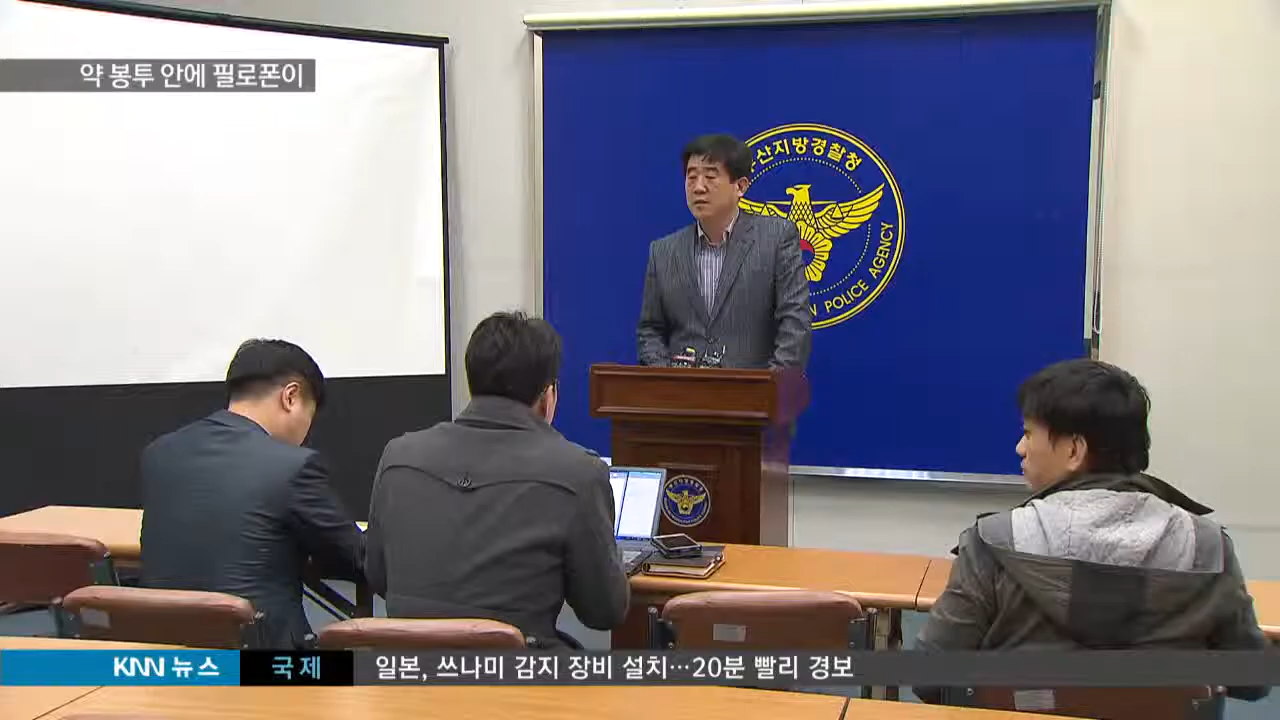 약 봉투 안에 필로폰이
산지방경찰청
POLICE AGENCY
KNN 뉴스 국제 일본, 쓰나미 감지 장비 설치…20분 빨리 경보